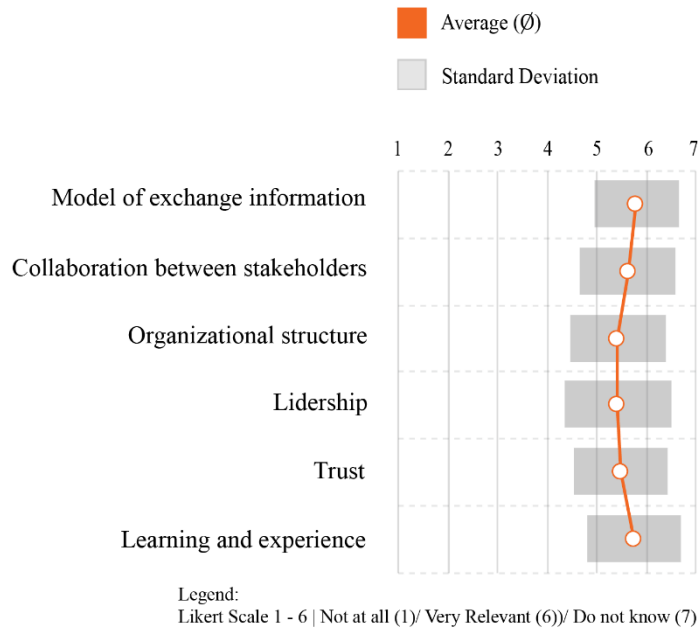 Average (Ø)
Standard Deviation
1 2 3 4 5 6 7
Model of exchange information
Collaboration between stakeholders
Organizational structure
Lidership
Trust
Learning and experience
Legend:
Likert Scale 1 - 6 | Not at all (1)/ Very Relevant (6))/ Do not know (7)